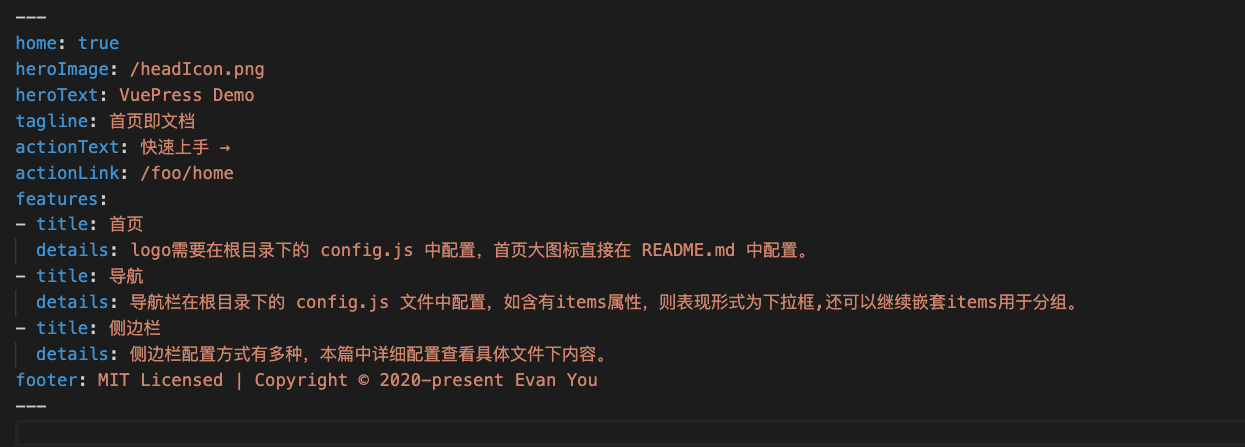 ---
home: true
heroImage: /headIcon.png
heroText: VuePress Demo
tagline: 首页即文档
actionText: 快速上手 →
actionLink: /foo/home
features:
- title: 首页
  details: logo需要在根目录下的 config.js 中配置，首页大图标直接在 README.md 中配置。
- title: 导航
  details: 导航栏在根目录下的 config.js 文件中配置，如含有items属性，则表现形式为下拉框,还可以继续嵌套items用于分组。
- title: 侧边栏
  details: 侧边栏配置方式有多种，本篇中详细配置查看具体文件下内容。
footer: MIT Licensed | Copyright © 2020-present Evan You
---